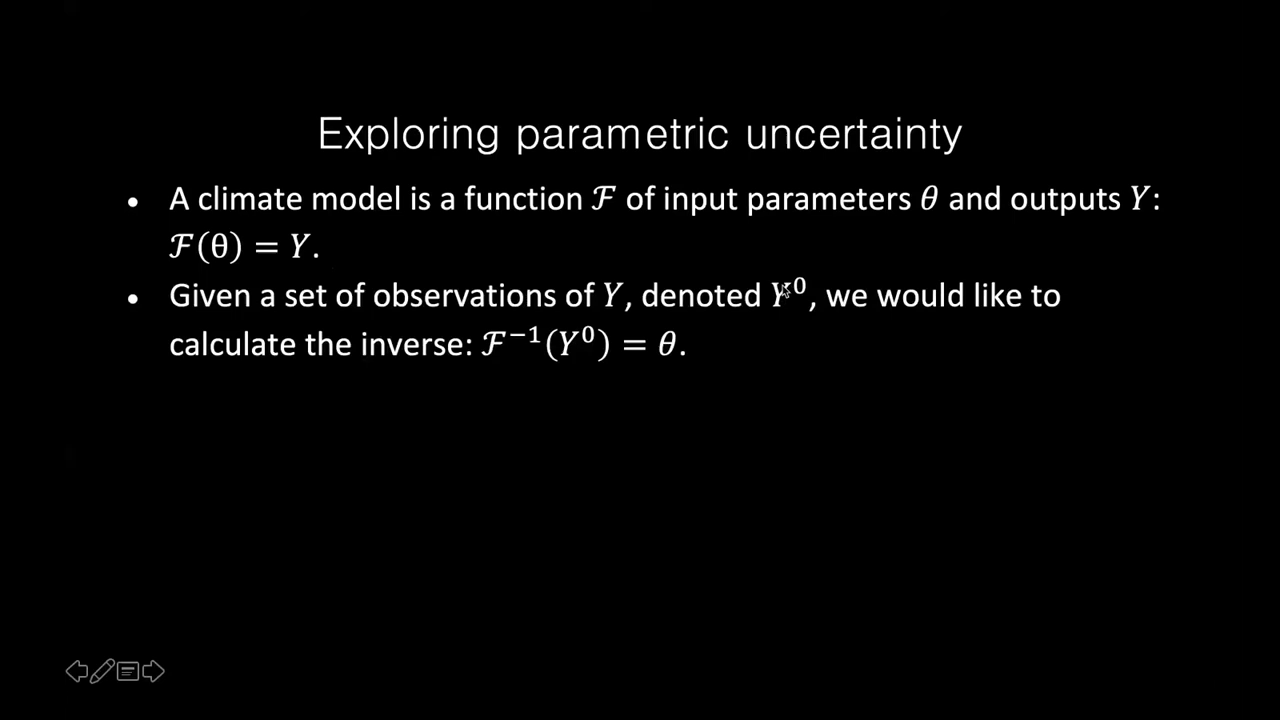 Exploring parametric uncertainty
• A climate model is a function ℱ of input parameters 𝜃 and outputs 𝑌:
ℱ(θ) = 𝑌.
• Given a set of observations of 𝑌, denoted 𝑌⁰, we would like to
calculate the inverse: ℱ⁻¹(𝑌⁰) = 𝜃.